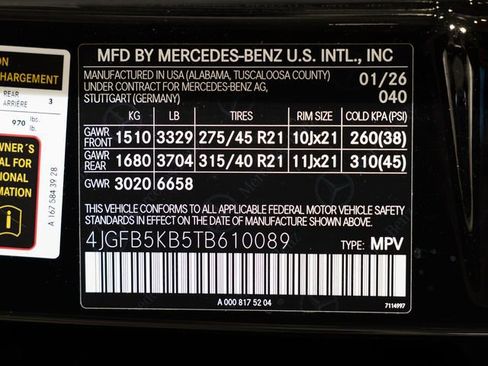 ION
HARGEMENT
REAR
ARRIÈRE
3
970
lbs.
lb.
OWNER´S
AL FOR
IONAL
RMATION
A 167 584 39 28
MFD BY MERCEDES-BENZ U.S. INTL., INC
MANUFACTURED IN USA (ALABAMA, TUSCALOOSA COUNTY)
UNDER CONTRACT FOR MERCEDES-BENZ AG,
STUTTGART (GERMANY)
01/26
040
KG LB TIRES RIM SIZE COLD KPA (PSI)
GAWR FRONT 1510 3329 275/45 R21 10Jx21 260(38)
GAWR REAR 1680 3704 315/40 R21 11Jx21 310(45)
GVWR 3020 6658
THIS VEHICLE CONFORMS TO ALL APPLICABLE FEDERAL MOTOR VEHICLE SAFETY
STANDARDS IN EFFECT ON THE DATE OF MANUFACTURE SHOWN ABOVE.
4JGFB5KB5TB610089 TYPE: MPV
A 000 817 52 04
7114997